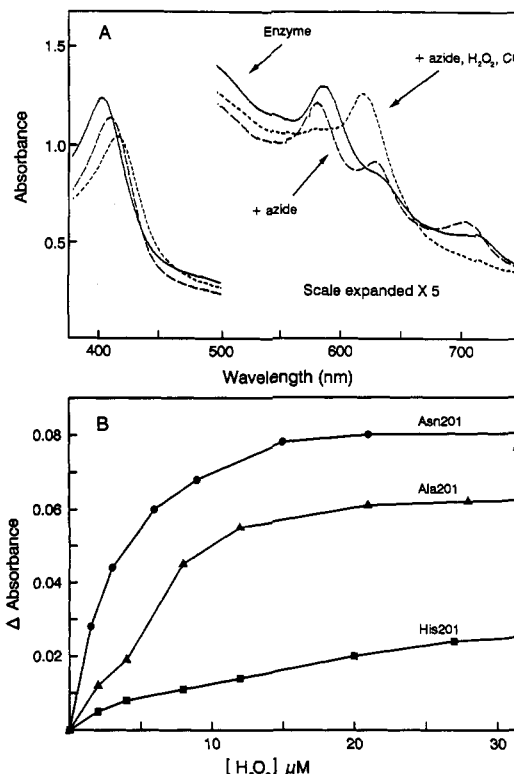 A
Enzyme
+ azide, H₂O₂,
+ azide
Scale expanded X 5
Absorbance
1.5
1.0
0.5
400
500
600
700
Wavelength (nm)
B
Asn201
Ala201
His201
Δ Absorbance
0.08
0.06
0.04
0.02
10
20
30
[ H₂O₂] μM